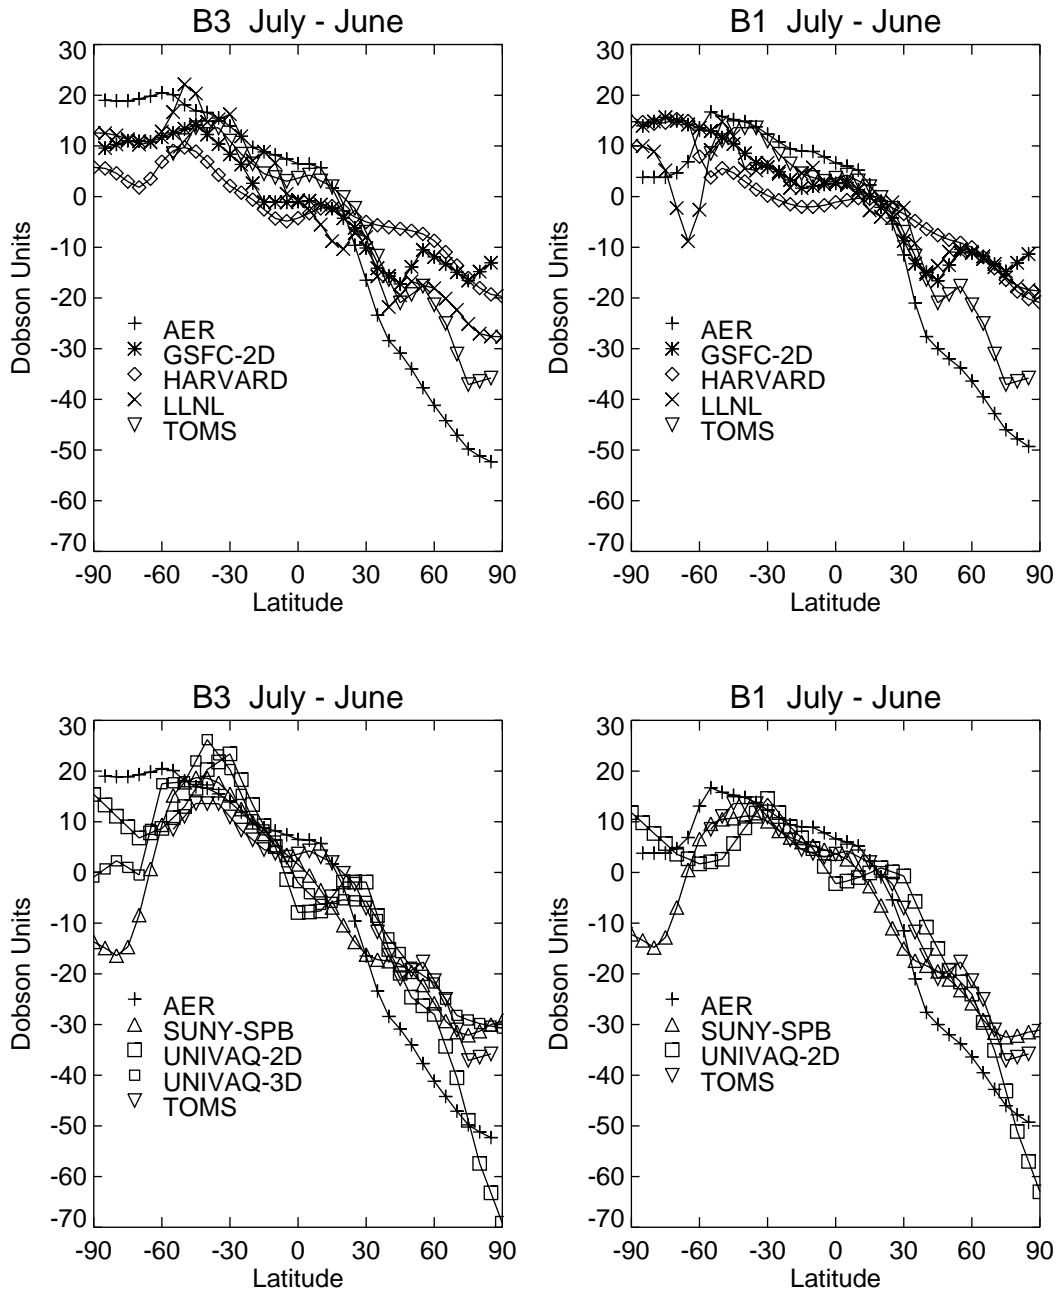 B3 July - June
30
20
10
0
-10
-20
-30
-40
-50
-60
-70
Dobson Units
AER
GSFC-2D
HARVARD
LLNL
TOMS
-90 -60 -30 0 30 60 90
Latitude
B1 July - June
30
20
10
0
-10
-20
-30
-40
-50
-60
-70
Dobson Units
AER
GSFC-2D
HARVARD
LLNL
TOMS
-90 -60 -30 0 30 60 90
Latitude
B3 July - June
30
20
10
0
-10
-20
-30
-40
-50
-60
-70
Dobson Units
AER
SUNY-SPB
UNIVAQ-2D
UNIVAQ-3D
TOMS
-90 -60 -30 0 30 60 90
Latitude
B1 July - June
30
20
10
0
-10
-20
-30
-40
-50
-60
-70
Dobson Units
AER
SUNY-SPB
UNIVAQ-2D
TOMS
-90 -60 -30 0 30 60 90
Latitude